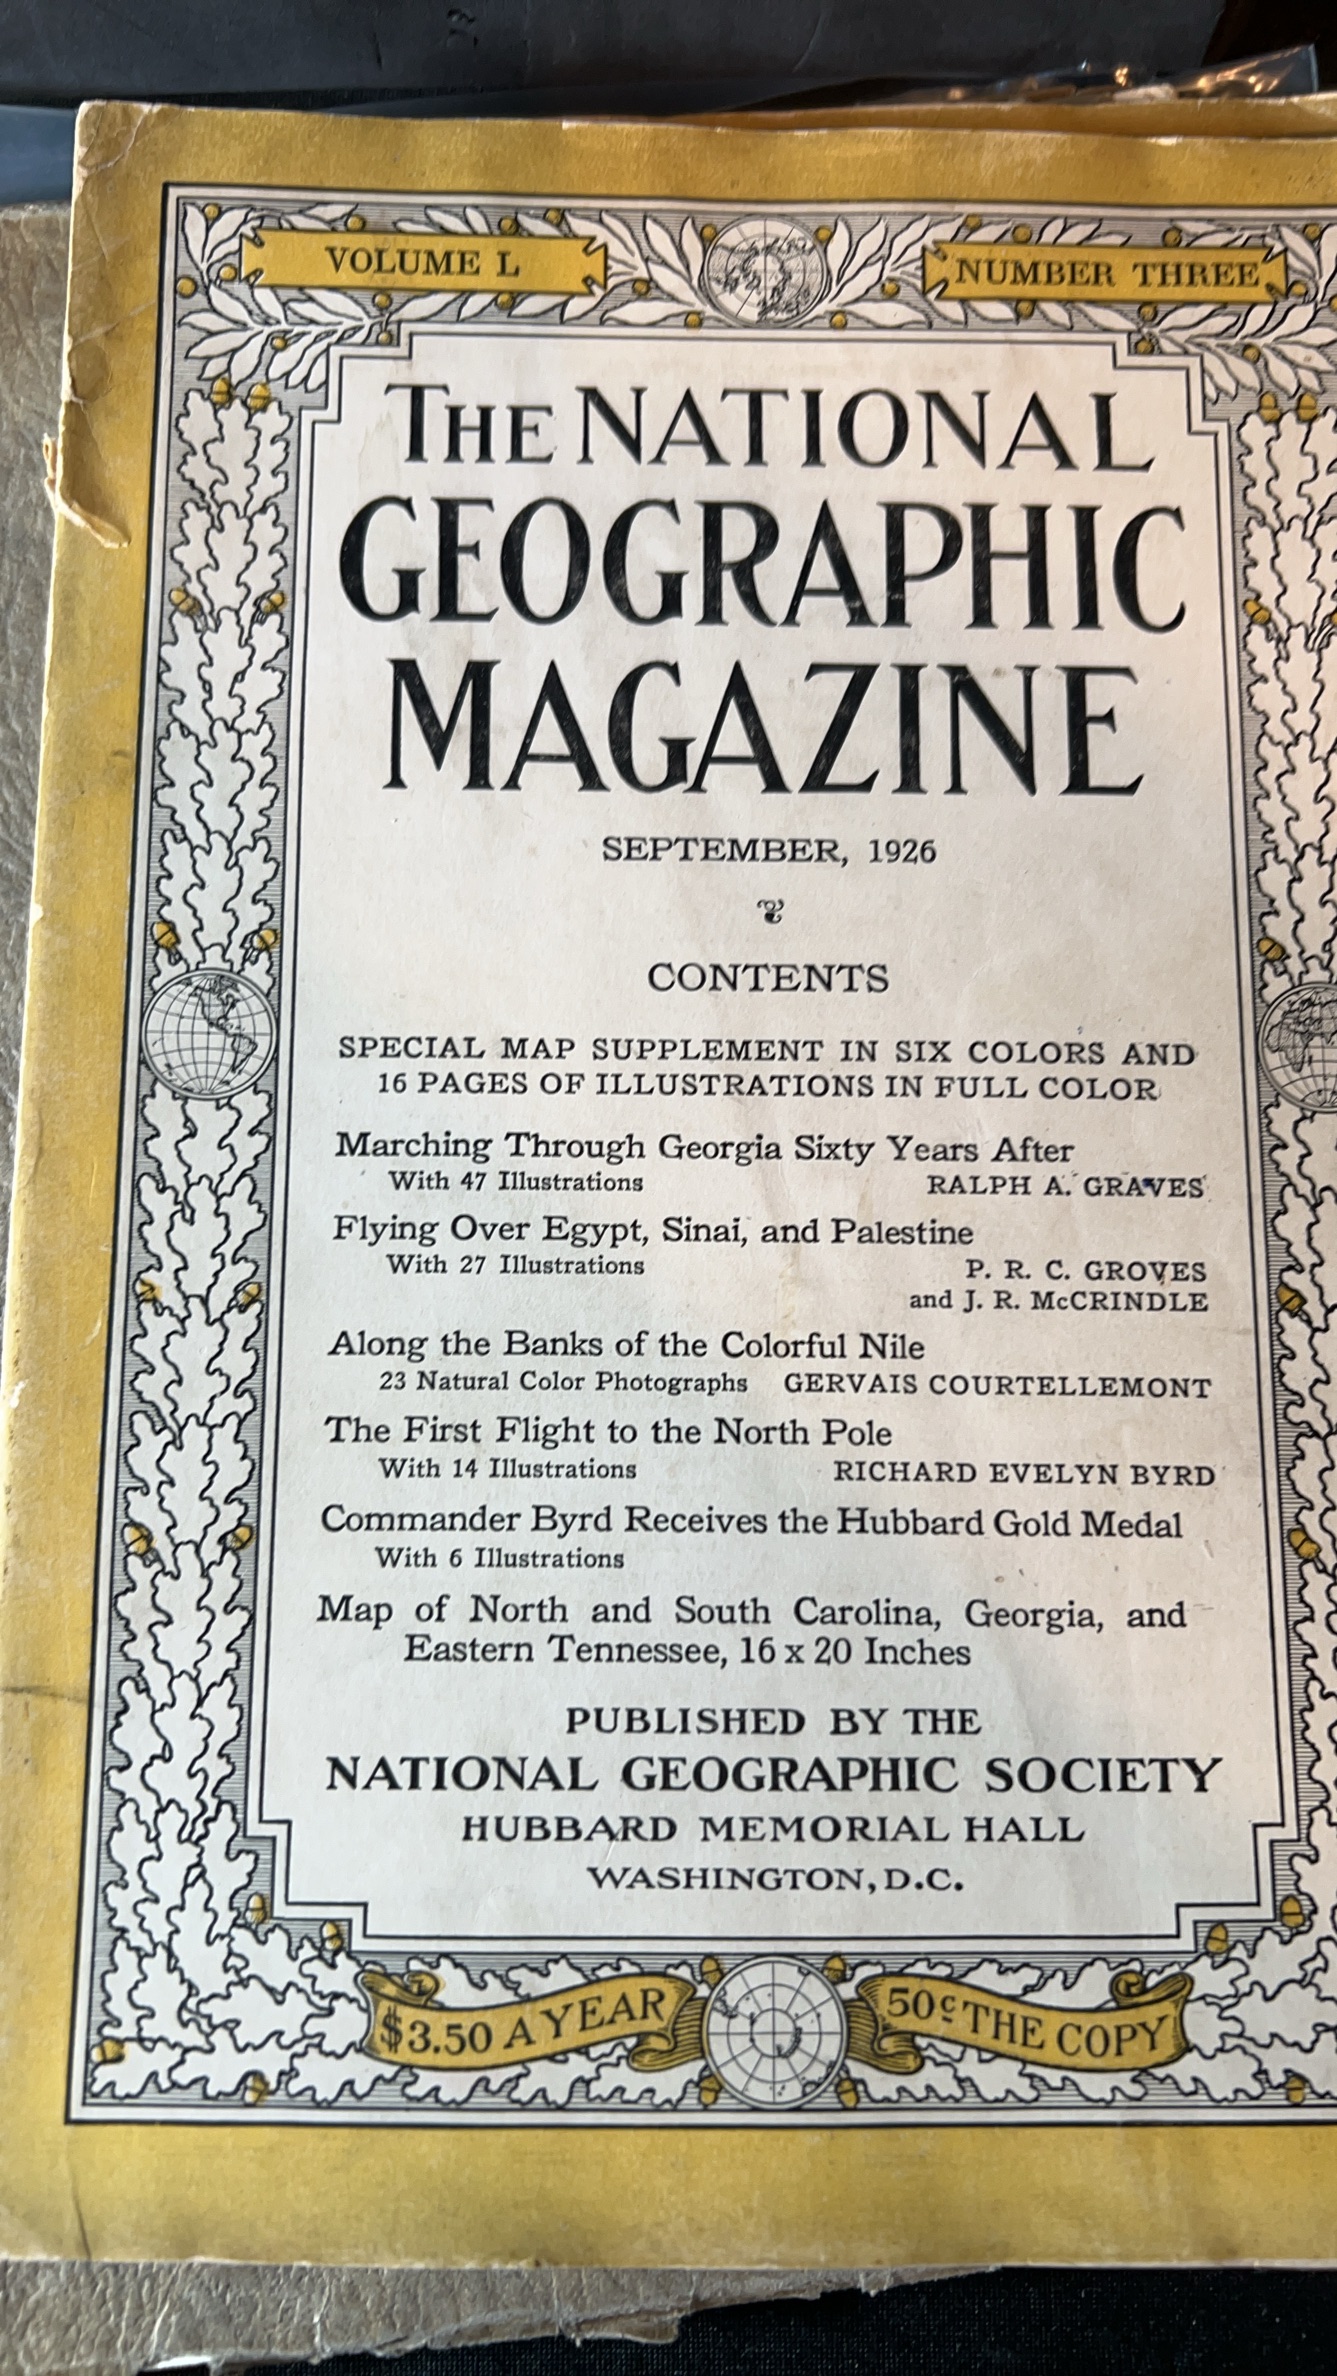 VOLUME L
NUMBER THREE
THE NATIONAL
GEOGRAPHIC
MAGAZINE
SEPTEMBER, 1926
CONTENTS
SPECIAL MAP SUPPLEMENT IN SIX COLORS AND
16 PAGES OF ILLUSTRATIONS IN FULL COLOR
Marching Through Georgia Sixty Years After
With 47 Illustrations RALPH A. GRAVES
Flying Over Egypt, Sinai, and Palestine
With 27 Illustrations P. R. C. GROVES
and J. R. McCRINDLE
Along the Banks of the Colorful Nile
23 Natural Color Photographs GERVAIS COURTELLEMONT
The First Flight to the North Pole
With 14 Illustrations RICHARD EVELYN BYRD
Commander Byrd Receives the Hubbard Gold Medal
With 6 Illustrations
Map of North and South Carolina, Georgia, and
Eastern Tennessee, 16 x 20 Inches
PUBLISHED BY THE
NATIONAL GEOGRAPHIC SOCIETY
HUBBARD MEMORIAL HALL
WASHINGTON, D.C.
$3.50 A YEAR
50c THE COPY